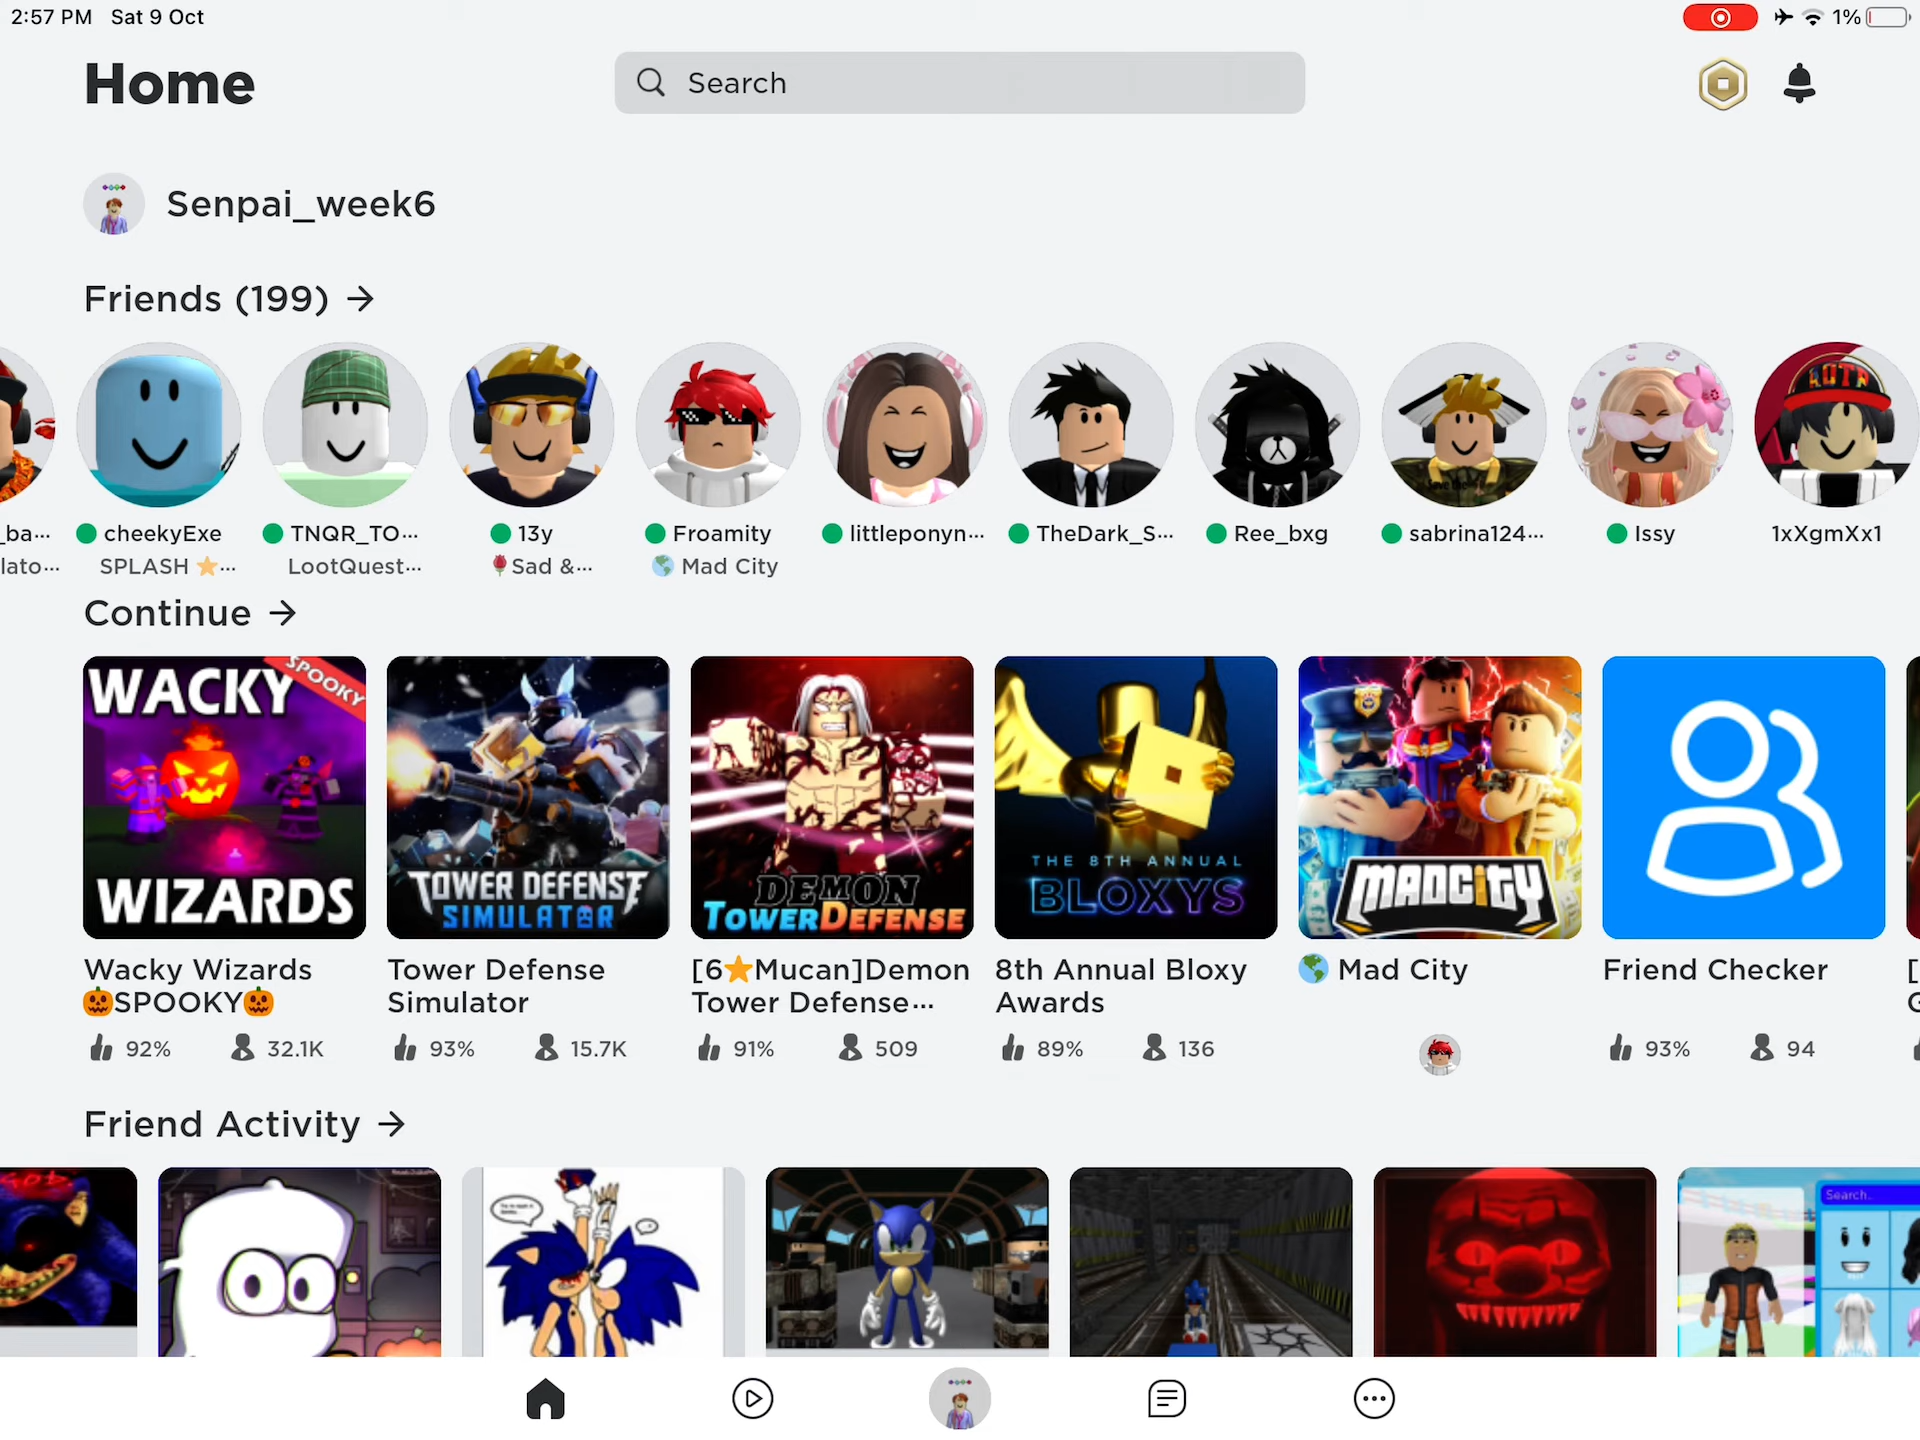 2:57 PM Sat 9 Oct
1%
Home
Search
Senpai_week6
Friends (199) →
_ba...
cheekyExe
TNQR_TO...
13y
Froamity
littleponyn...
TheDark_S...
Ree_bxg
sabrina124...
Issy
1xXgmXx1
lato...
SPLASH ⭐...
LootQuest...
🌹Sad &...
🌎 Mad City
Continue →
WACKY
SPOOKY
WIZARDS
TOWER DEFENSE
SIMULATOR
DEMON
TOWER DEFENSE
THE 8TH ANNUAL
BLOXYS
MADCITY
Wacky Wizards
🎃SPOOKY🎃
Tower Defense
Simulator
[6⭐Mucan]Demon
Tower Defense...
8th Annual Bloxy
Awards
🌎 Mad City
Friend Checker
[
92% 32.1K
93% 15.7K
91% 509
89% 136
93% 94
Friend Activity →
GOD
Search..